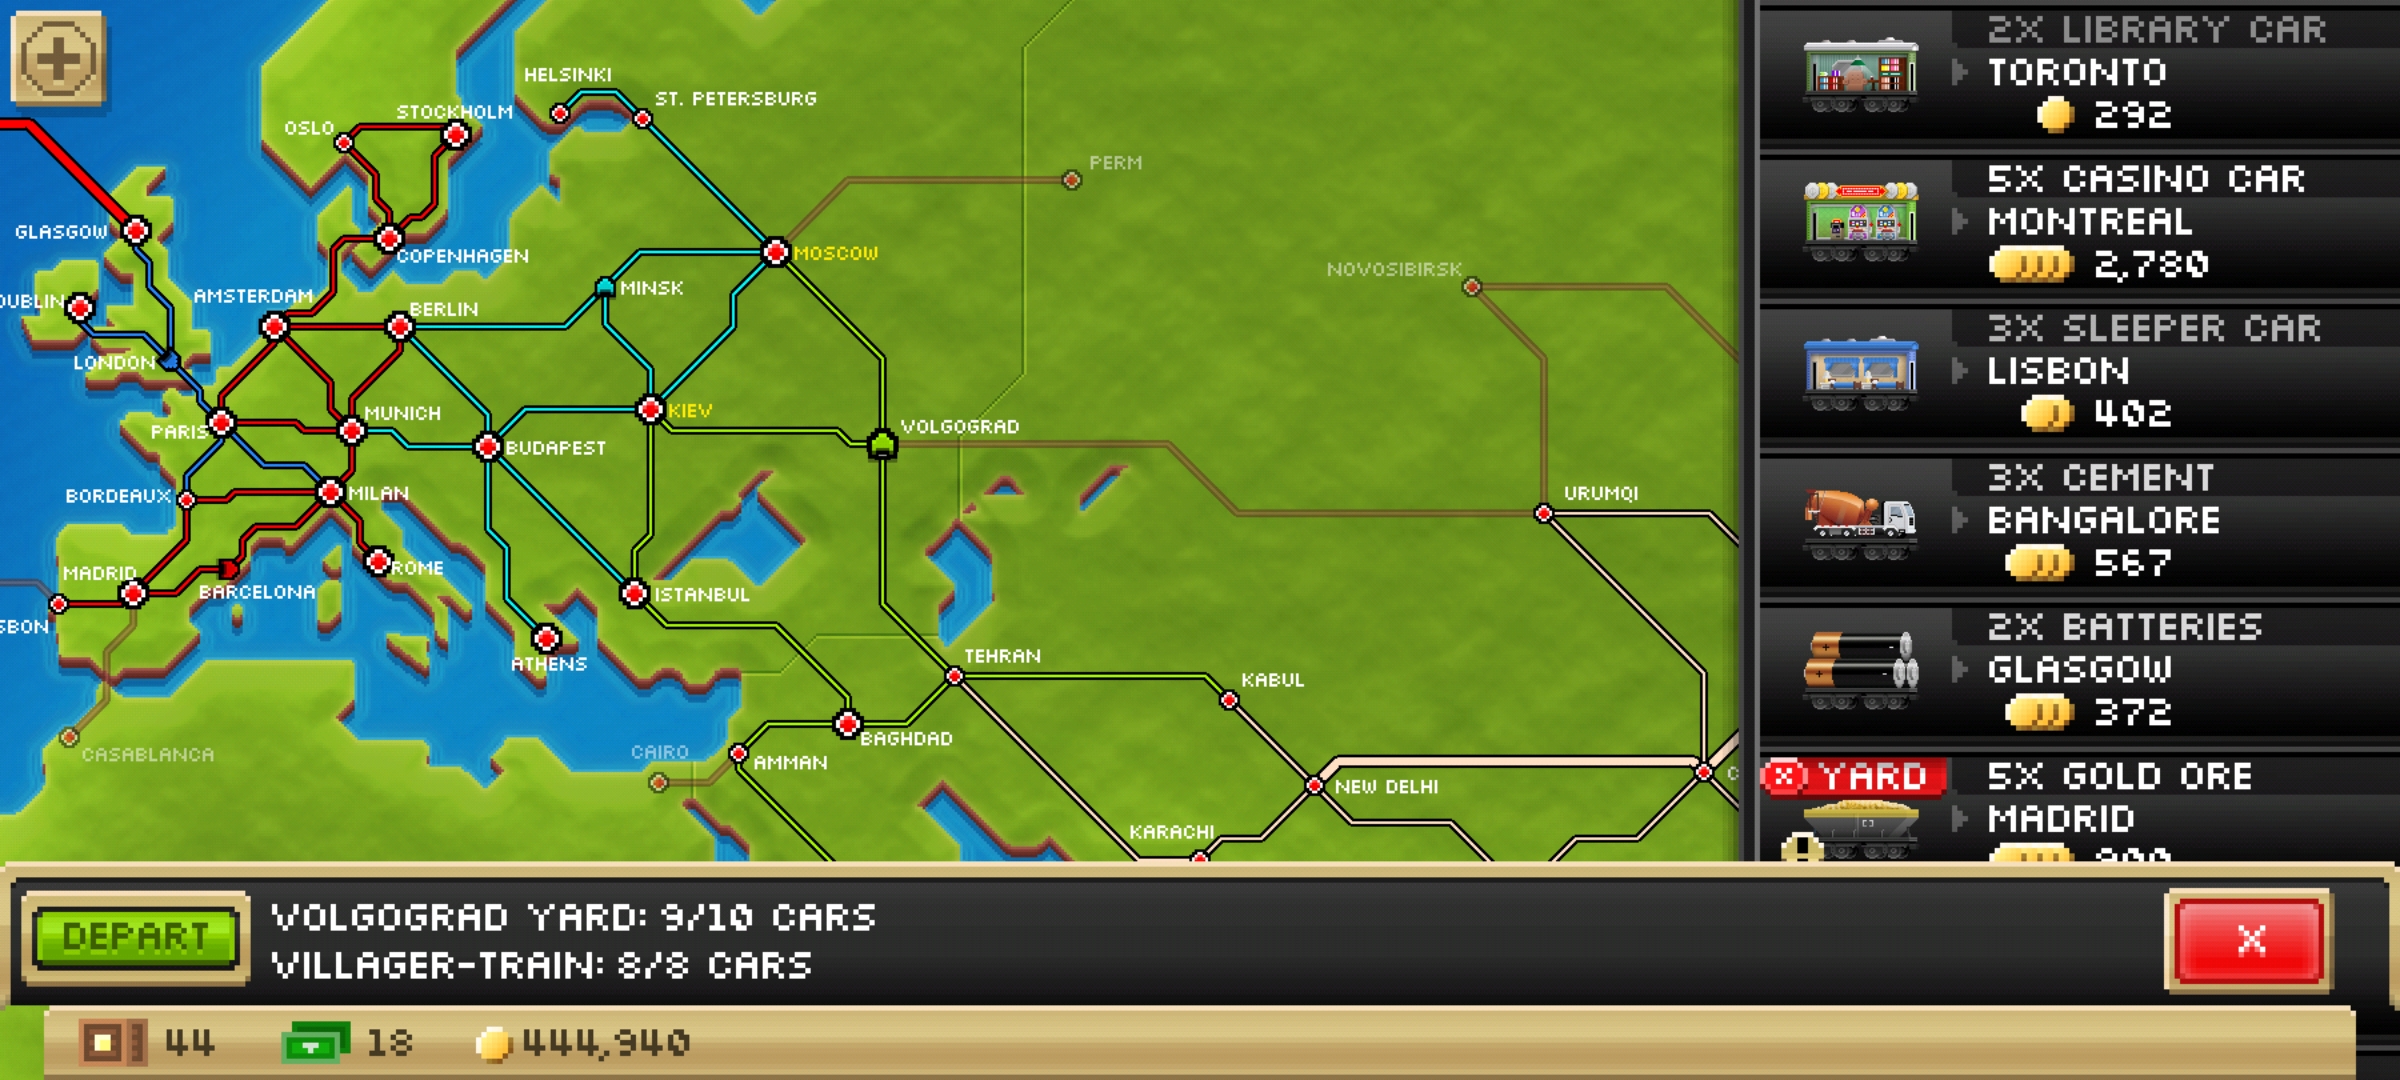 HELSINKI
ST. PETERSBURG
STOCKHOLM
OSLO
PERM
GLASGOW
COPENHAGEN
MOSCOW
NOVOSIBIRSK
MINSK
AMSTERDAM
UBLIN
BERLIN
LONDON
MUNICH
KIEV
PARIS
VOLGOGRAD
BUDAPEST
BORDEAUX
MILAN
URUMQI
MADRID
ROME
BARCELONA
ISTANBUL
SBON
ATHENS
TEHRAN
KABUL
CASABLANCA
CAIRO
BAGHDAD
AMMAN
NEW DELHI
KARACHI
2X LIBRARY CAR
TORONTO
292
5X CASINO CAR
MONTREAL
2,780
3X SLEEPER CAR
LISBON
402
3X CEMENT
BANGALORE
567
2X BATTERIES
GLASGOW
372
YARD
5X GOLD ORE
MADRID
DEPART
VOLGOGRAD YARD: 9/10 CARS
VILLAGER-TRAIN: 8/8 CARS
X
44
18
444,940